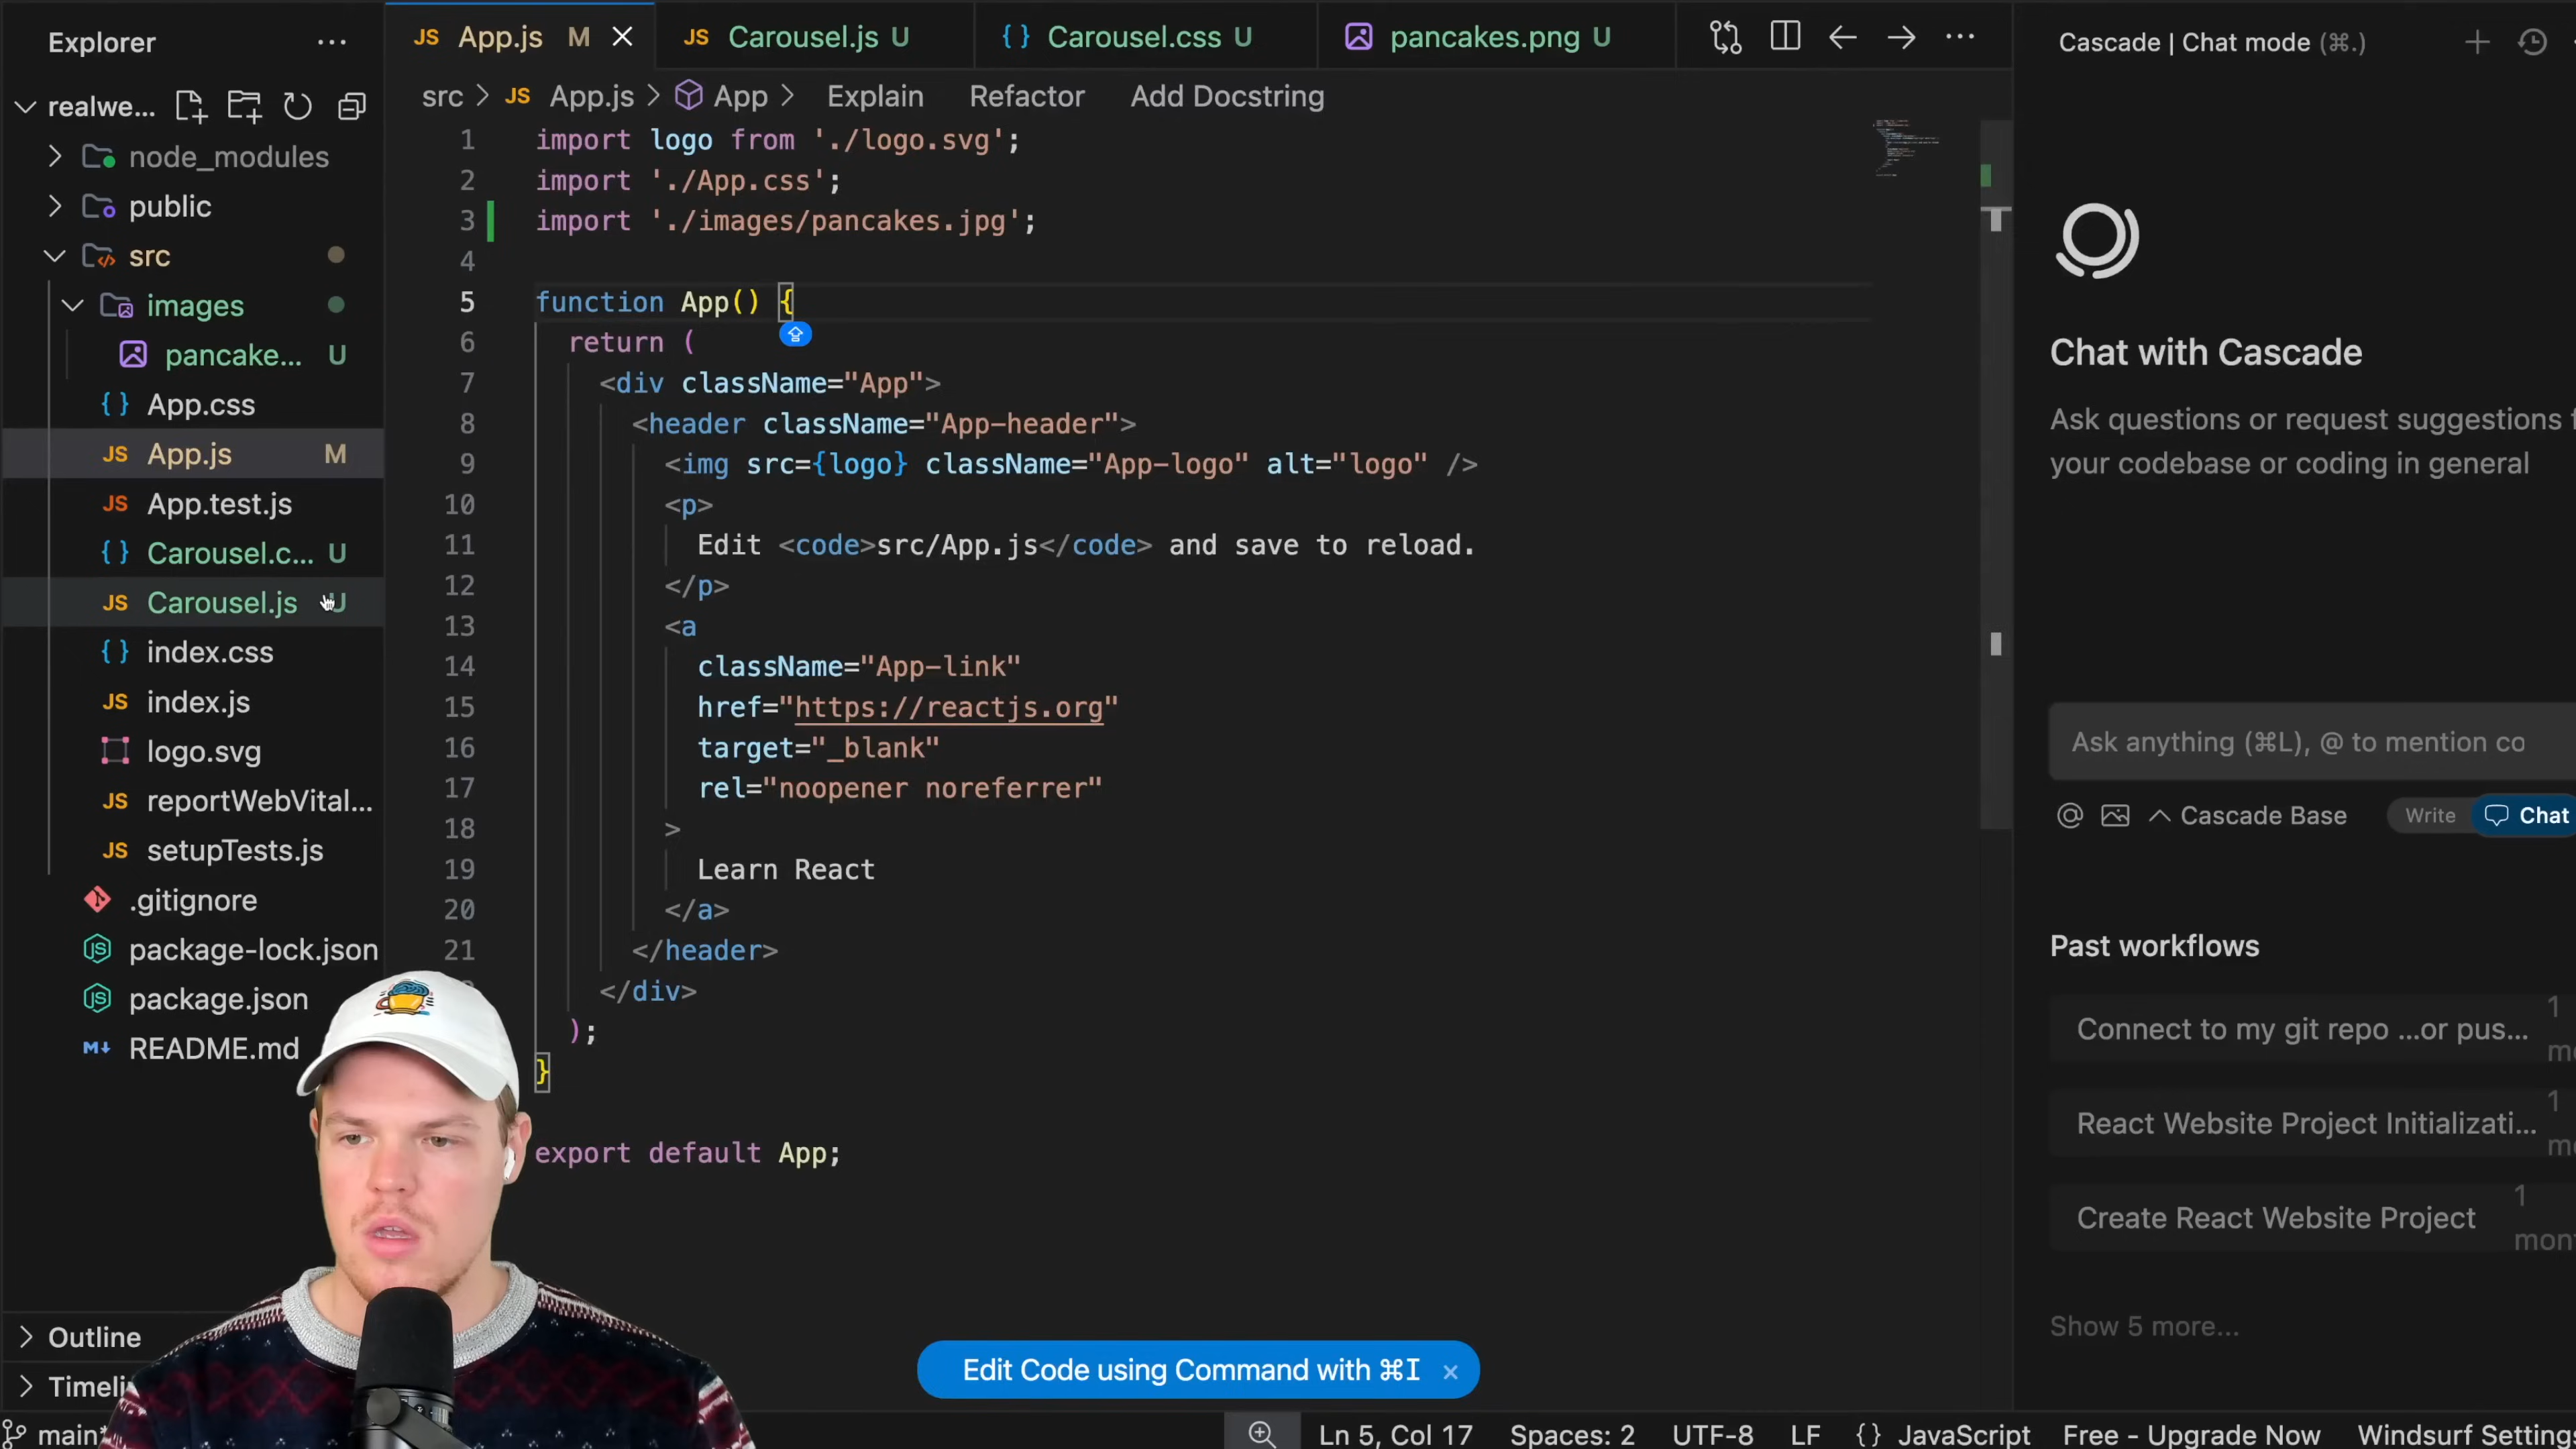 Explorer
realwe...
node_modules
public
src
images
pancake... U
App.css
JS App.js M
JS App.test.js
{ } Carousel.c... U
JS Carousel.js U
{ } index.css
JS index.js
logo.svg
JS reportWebVital...
JS setupTests.js
.gitignore
package-lock.json
package.json
README.md
Outline
main*
JS App.js M
JS Carousel.js U
{ } Carousel.css U
pancakes.png U
src > JS App.js > App > Explain Refactor Add Docstring
1 import logo from './logo.svg';
2 import './App.css';
3 import './images/pancakes.jpg';
4
5 function App() {
6 return (
7 <div className="App">
8 <header className="App-header">
9 <img src={logo} className="App-logo" alt="logo" />
10 <p>
11 Edit <code>src/App.js</code> and save to reload.
12 </p>
13 <a
14 className="App-link"
15 href="https://reactjs.org"
16 target="_blank"
17 rel="noopener noreferrer"
18 >
19 Learn React
20 </a>
21 </header>
</div>
);
}
export default App;
Edit Code using Command with ⌘I
Cascade | Chat mode (⌘.)
Chat with Cascade
Ask questions or request suggestions
your codebase or coding in general
Ask anything (⌘L), @ to mention co
Cascade Base
Write
Chat
Past workflows
Connect to my git repo ...or pus... 1
React Website Project Initializati... 1
Create React Website Project 1
Show 5 more...
Ln 5, Col 17 Spaces: 2 UTF-8 LF {} JavaScript Free - Upgrade Now Windsurf